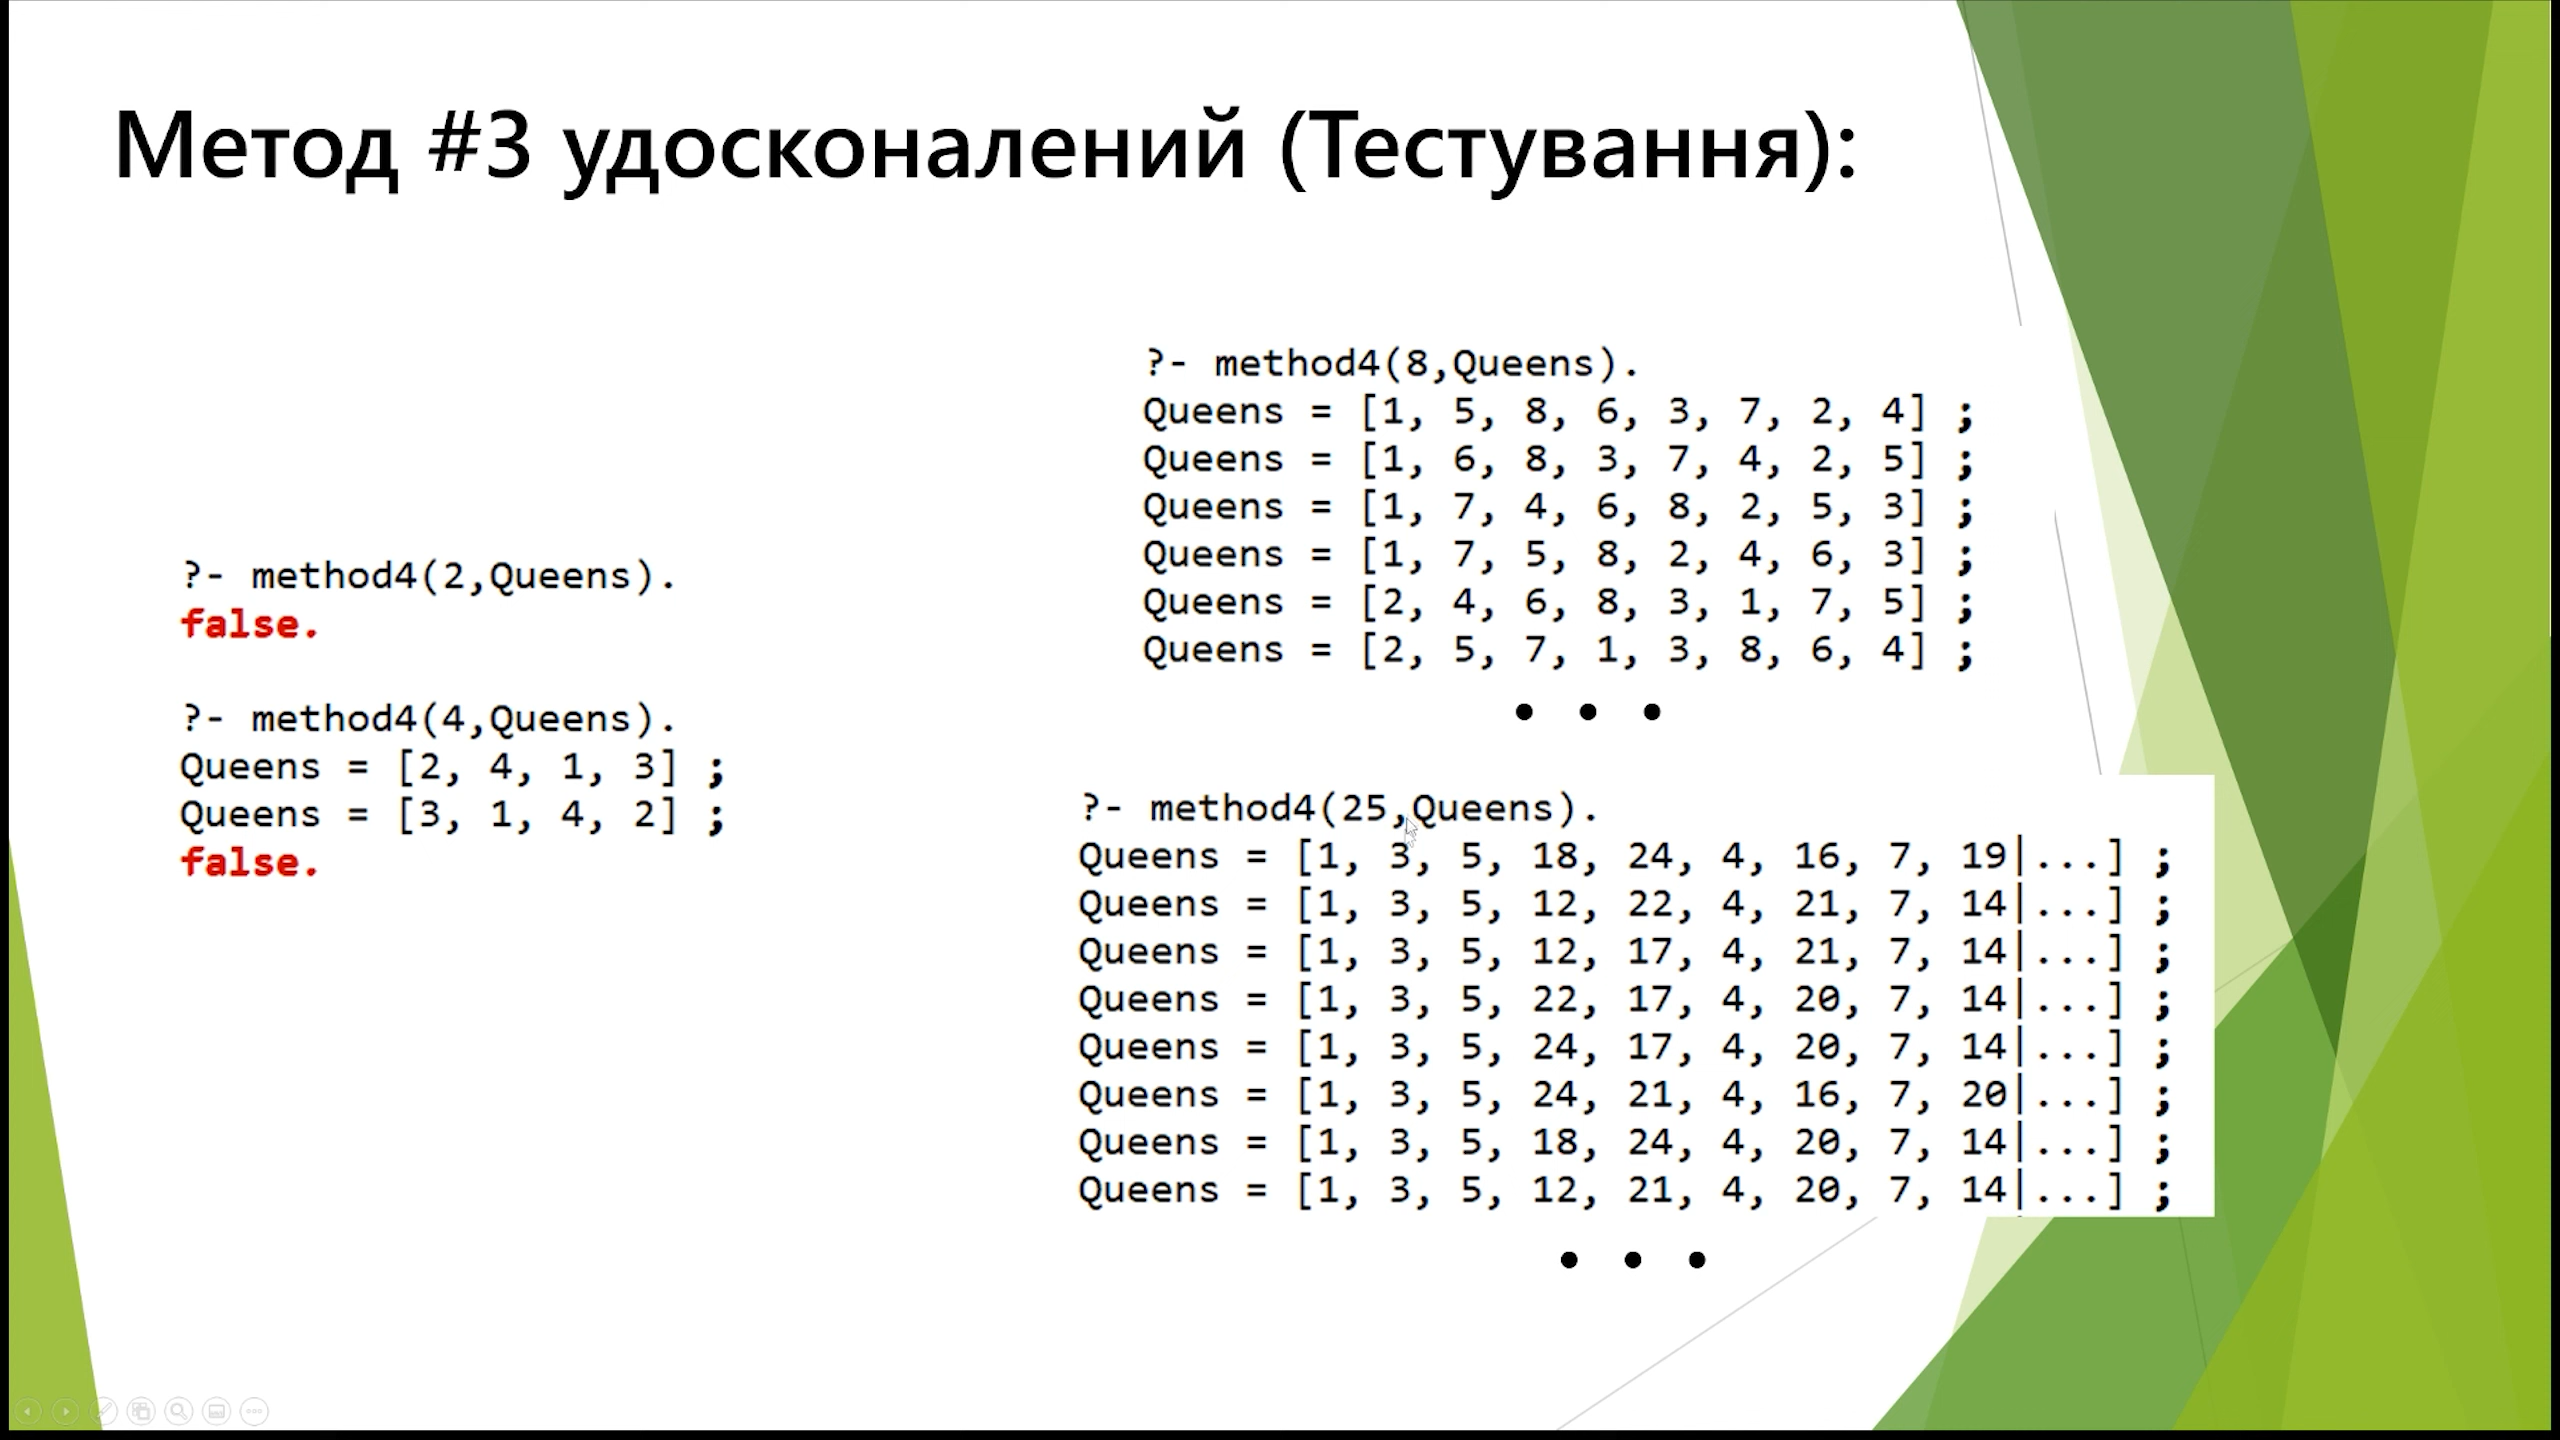 Метод #3 удосконалений (Тестування):
?- method4(2,Queens).
false.
?- method4(4,Queens).
Queens = [2, 4, 1, 3] ;
Queens = [3, 1, 4, 2] ;
false.
?- method4(8,Queens).
Queens = [1, 5, 8, 6, 3, 7, 2, 4] ;
Queens = [1, 6, 8, 3, 7, 4, 2, 5] ;
Queens = [1, 7, 4, 6, 8, 2, 5, 3] ;
Queens = [1, 7, 5, 8, 2, 4, 6, 3] ;
Queens = [2, 4, 6, 8, 3, 1, 7, 5] ;
Queens = [2, 5, 7, 1, 3, 8, 6, 4] ;
• • •
?- method4(25,Queens).
Queens = [1, 3, 5, 18, 24, 4, 16, 7, 19|...] ;
Queens = [1, 3, 5, 12, 22, 4, 21, 7, 14|...] ;
Queens = [1, 3, 5, 12, 17, 4, 21, 7, 14|...] ;
Queens = [1, 3, 5, 22, 17, 4, 20, 7, 14|...] ;
Queens = [1, 3, 5, 24, 17, 4, 20, 7, 14|...] ;
Queens = [1, 3, 5, 24, 21, 4, 16, 7, 20|...] ;
Queens = [1, 3, 5, 18, 24, 4, 20, 7, 14|...] ;
Queens = [1, 3, 5, 12, 21, 4, 20, 7, 14|...] ;
• • •